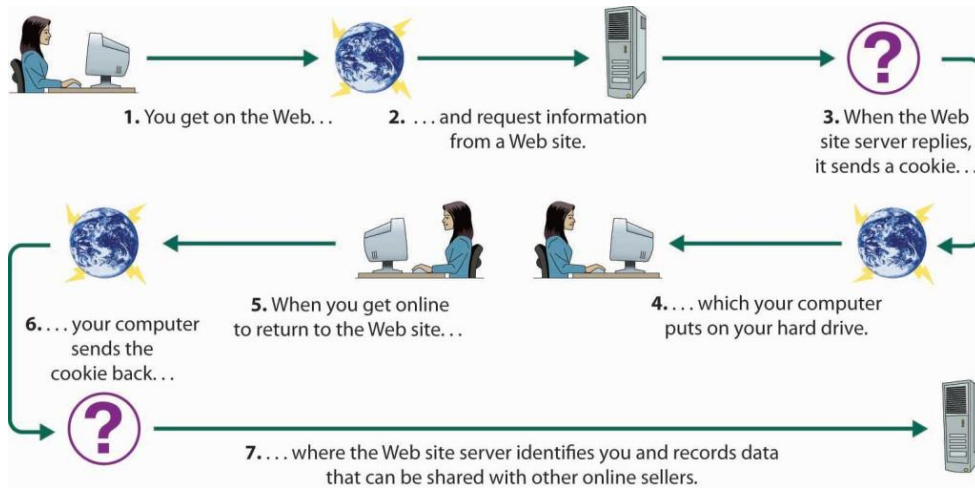 1. You get on the Web. . .
2. . . . and request information
from a Web site.
?
3. When the Web
site server replies,
it sends a cookie. . .
4. . . . which your computer
puts on your hard drive.
5. When you get online
to return to the Web site. . .
6. . . . your computer
sends the
cookie back. . .
?
7. . . . where the Web site server identifies you and records data
that can be shared with other online sellers.